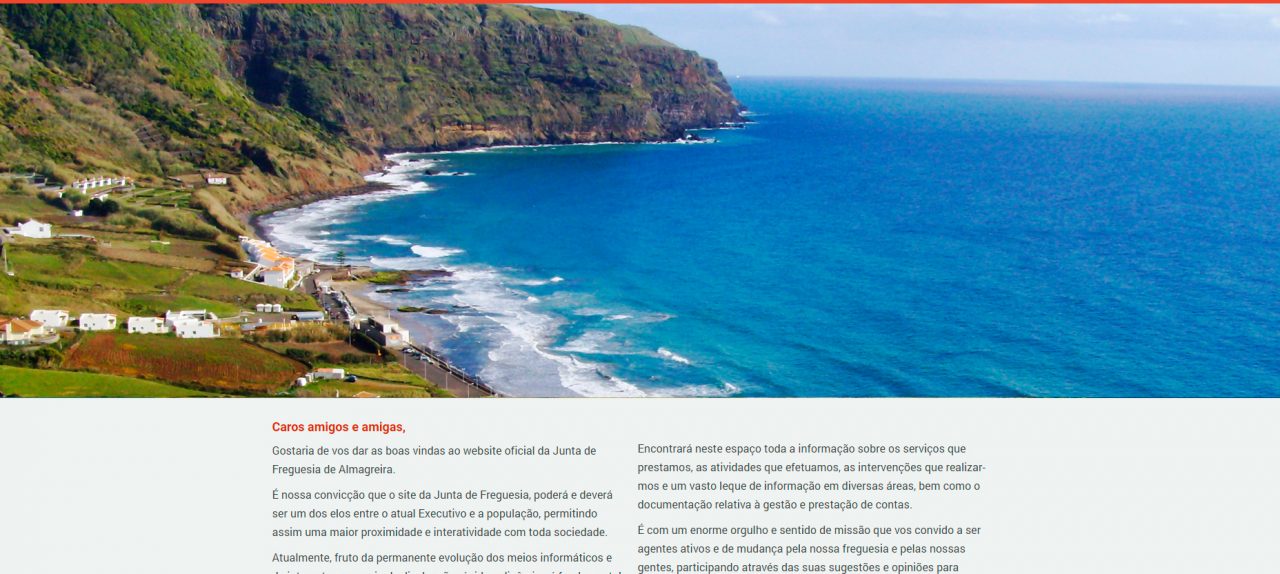 Caros amigos e amigas,
Gostaria de vos dar as boas vindas ao website oficial da Junta de
Freguesia de Almagreira.
É nossa convicção que o site da Junta de Freguesia, poderá e deverá
ser um dos elos entre o atual Executivo e a população, permitindo
assim uma maior proximidade e interatividade com toda sociedade.
Atualmente, fruto da permanente evolução dos meios informáticos e
Encontrará neste espaço toda a informação sobre os serviços que
prestamos, as atividades que efetuamos, as intervenções que realizar-
mos e um vasto leque de informação em diversas áreas, bem como o
documentação relativa à gestão e prestação de contas.
É com um enorme orgulho e sentido de missão que vos convido a ser
agentes ativos e de mudança pela nossa freguesia e pelas nossas
gentes, participando através das suas sugestões e opiniões para